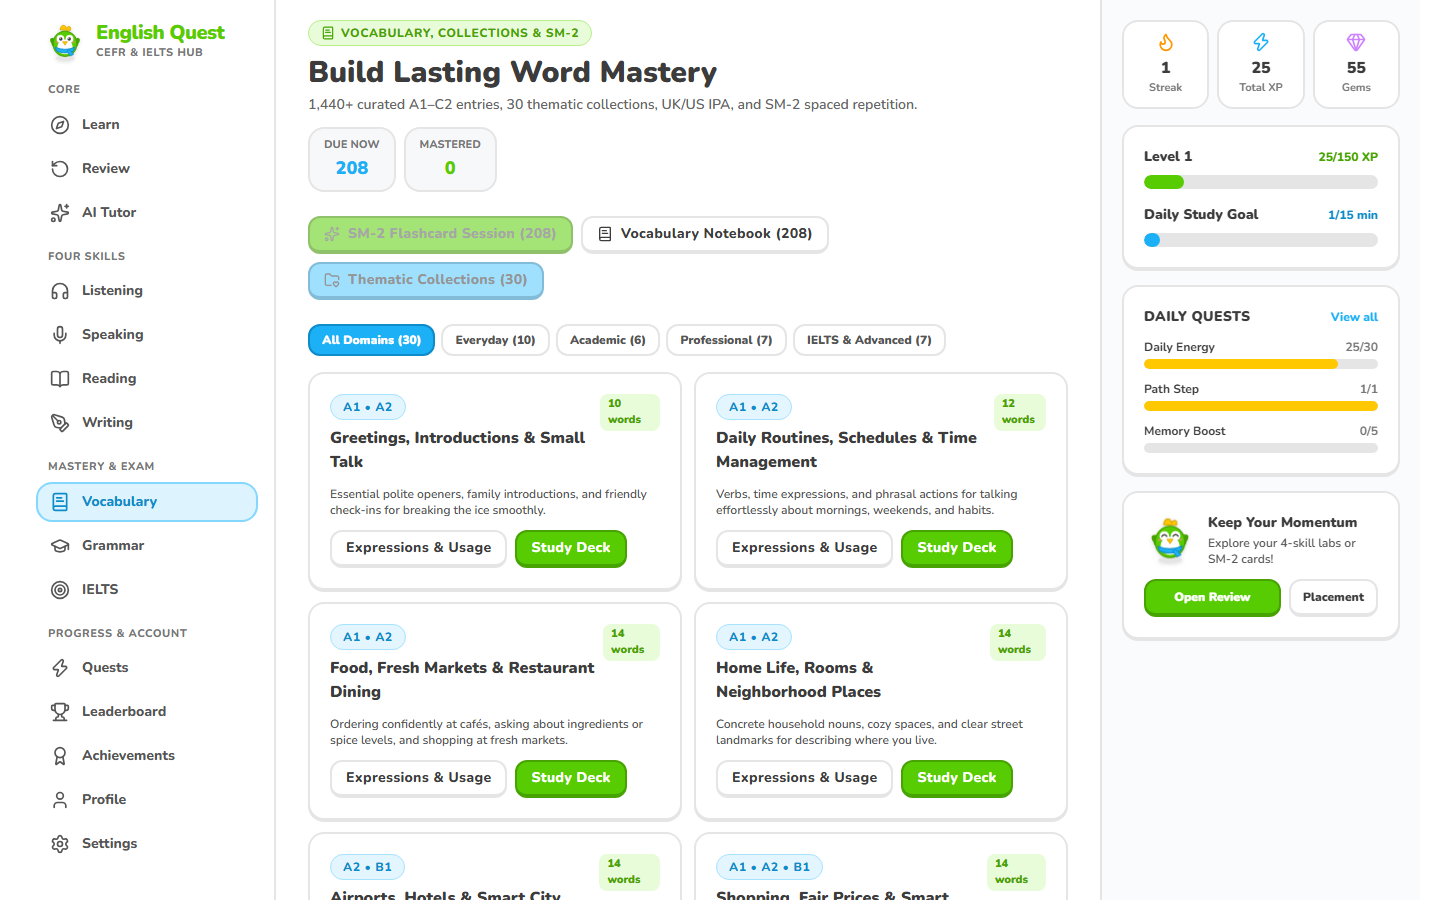 English Quest
CEFR & IELTS HUB
CORE
Learn
Review
AI Tutor
FOUR SKILLS
Listening
Speaking
Reading
Writing
MASTERY & EXAM
Vocabulary
Grammar
IELTS
PROGRESS & ACCOUNT
Quests
Leaderboard
Achievements
Profile
Settings
VOCABULARY, COLLECTIONS & SM-2
Build Lasting Word Mastery
1,440+ curated A1–C2 entries, 30 thematic collections, UK/US IPA, and SM-2 spaced repetition.
DUE NOW
208
MASTERED
0
SM-2 Flashcard Session (208)
Vocabulary Notebook (208)
Thematic Collections (30)
All Domains (30)
Everyday (10)
Academic (6)
Professional (7)
IELTS & Advanced (7)
A1 • A2
10
words
Greetings, Introductions & Small
Talk
Essential polite openers, family introductions, and friendly
check-ins for breaking the ice smoothly.
Expressions & Usage
Study Deck
A1 • A2
12
words
Daily Routines, Schedules & Time
Management
Verbs, time expressions, and phrasal actions for talking
effortlessly about mornings, weekends, and habits.
Expressions & Usage
Study Deck
A1 • A2
14
words
Food, Fresh Markets & Restaurant
Dining
Ordering confidently at cafés, asking about ingredients or
spice levels, and shopping at fresh markets.
Expressions & Usage
Study Deck
A1 • A2
14
words
Home Life, Rooms &
Neighborhood Places
Concrete household nouns, cozy spaces, and clear street
landmarks for describing where you live.
Expressions & Usage
Study Deck
A2 • B1
14
words
Airports, Hotels & Smart City
A1 • A2 • B1
14
words
Shopping, Fair Prices & Smart
1
Streak
25
Total XP
55
Gems
Level 1
25/150 XP
Daily Study Goal
1/15 min
DAILY QUESTS
View all
Daily Energy
25/30
Path Step
1/1
Memory Boost
0/5
Keep Your Momentum
Explore your 4-skill labs or
SM-2 cards!
Open Review
Placement